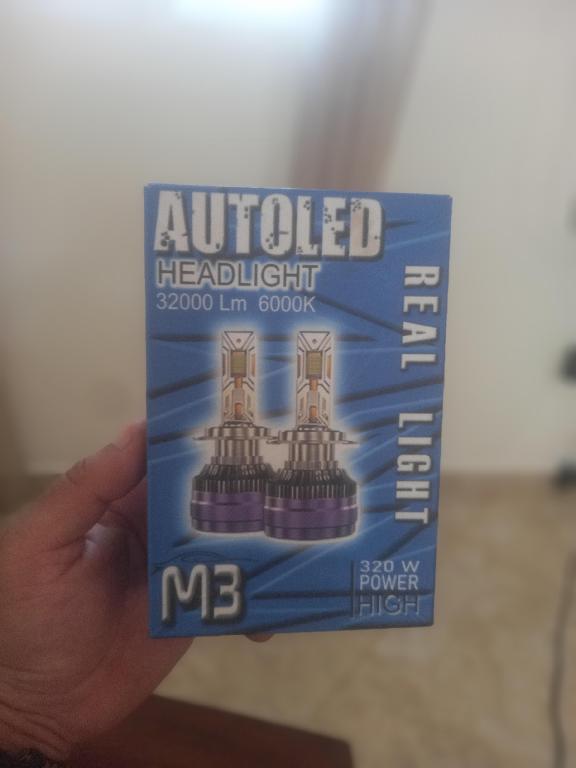 AUTOLED
HEADLIGHT
32000 Lm 6000K
REAL LIGHT
M3
320 W
POWER
HIGH